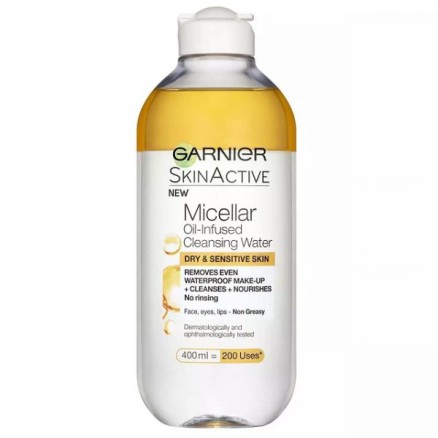 GARNIER
SKINACTIVE
NEW
Micellar
Oil-Infused
Cleansing Water
DRY & SENSITIVE SKIN
REMOVES EVEN
WATERPROOF MAKE-UP
+ CLEANSES + NOURISHES
No rinsing
Face, eyes, lips - Non Greasy
Dermatologically and
ophthalmologically tested
400ml = 200 Uses*